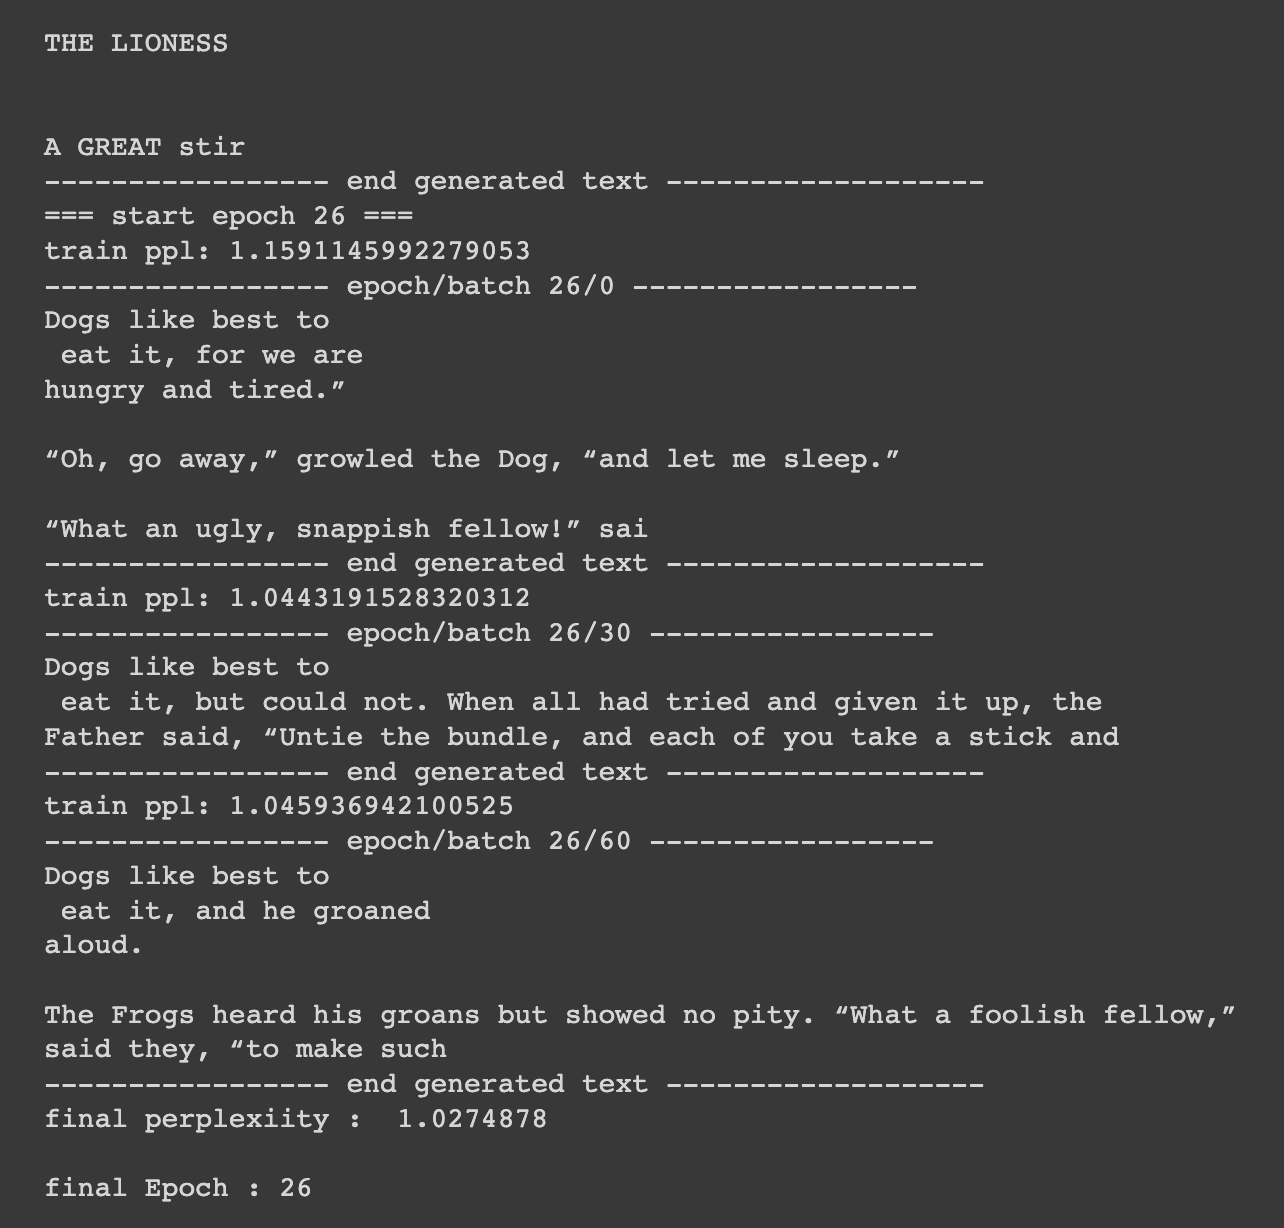 THE LIONESS
A GREAT stir
----------------- end generated text -------------------
=== start epoch 26 ===
train ppl: 1.1591145992279053
----------------- epoch/batch 26/0 -----------------
Dogs like best to
 eat it, for we are
hungry and tired.”
“Oh, go away,” growled the Dog, “and let me sleep.”
“What an ugly, snappish fellow!” sai
----------------- end generated text -------------------
train ppl: 1.0443191528320312
----------------- epoch/batch 26/30 -----------------
Dogs like best to
 eat it, but could not. When all had tried and given it up, the
Father said, “Untie the bundle, and each of you take a stick and
----------------- end generated text -------------------
train ppl: 1.045936942100525
----------------- epoch/batch 26/60 -----------------
Dogs like best to
 eat it, and he groaned
aloud.
The Frogs heard his groans but showed no pity. “What a foolish fellow,”
said they, “to make such
----------------- end generated text -------------------
final perplexiity :  1.0274878
final Epoch : 26